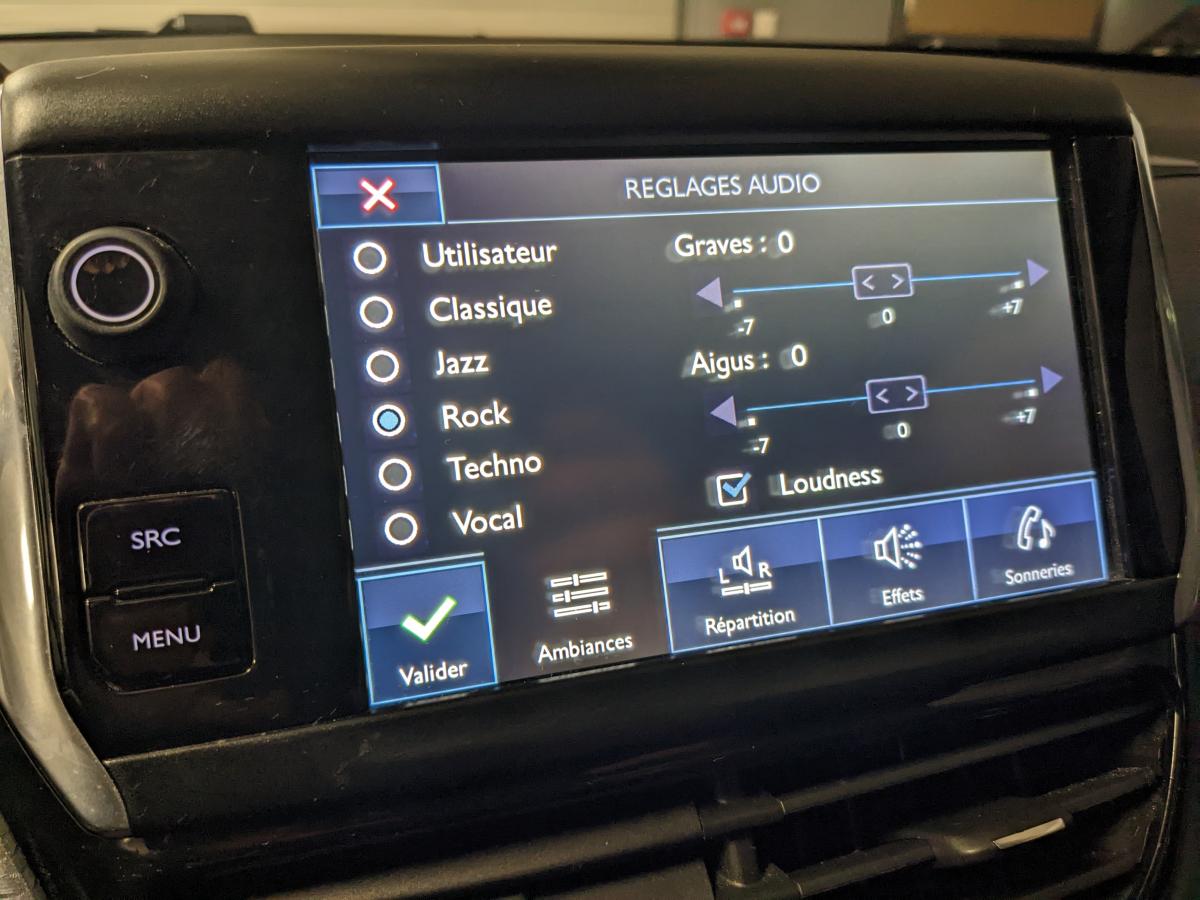 REGLAGES AUDIO
Utilisateur
Classique
Jazz
Rock
Techno
Vocal
Graves : 0
< >
-7 0 +7
Aigus : 0
< >
-7 0 +7
Loudness
Valider
Ambiances
L R
Répartition
Effets
Sonneries
SRC
MENU